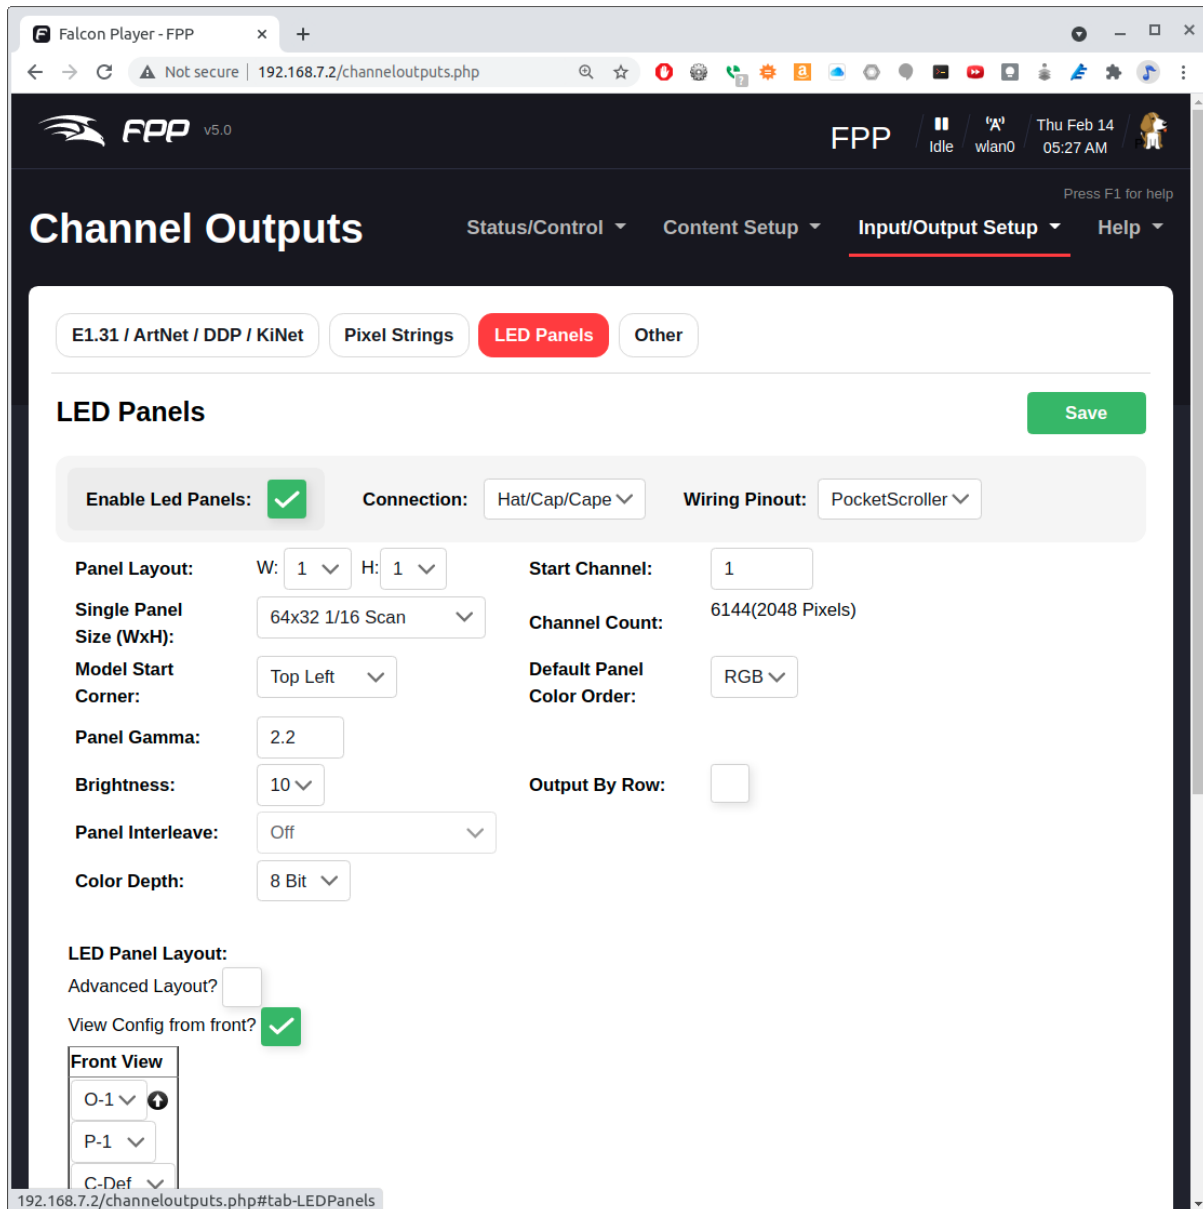 Falcon Player - FPP
Not secure | 192.168.7.2/channeloutputs.php
FPP v5.0
FPP
Idle
wlan0
Thu Feb 14
05:27 AM
Press F1 for help
Channel Outputs
Status/Control
Content Setup
Input/Output Setup
Help
E1.31 / ArtNet / DDP / KiNet
Pixel Strings
LED Panels
Other
LED Panels
Save
Enable Led Panels:
Connection: Hat/Cap/Cape
Wiring Pinout: PocketScroller
Panel Layout: W: 1 H: 1
Start Channel: 1
Single Panel
Size (WxH): 64x32 1/16 Scan
Channel Count: 6144(2048 Pixels)
Model Start
Corner: Top Left
Default Panel
Color Order: RGB
Panel Gamma: 2.2
Brightness: 10
Output By Row:
Panel Interleave: Off
Color Depth: 8 Bit
LED Panel Layout:
Advanced Layout?
View Config from front?
Front View
O-1
P-1
C-Def
192.168.7.2/channeloutputs.php#tab-LEDPanels